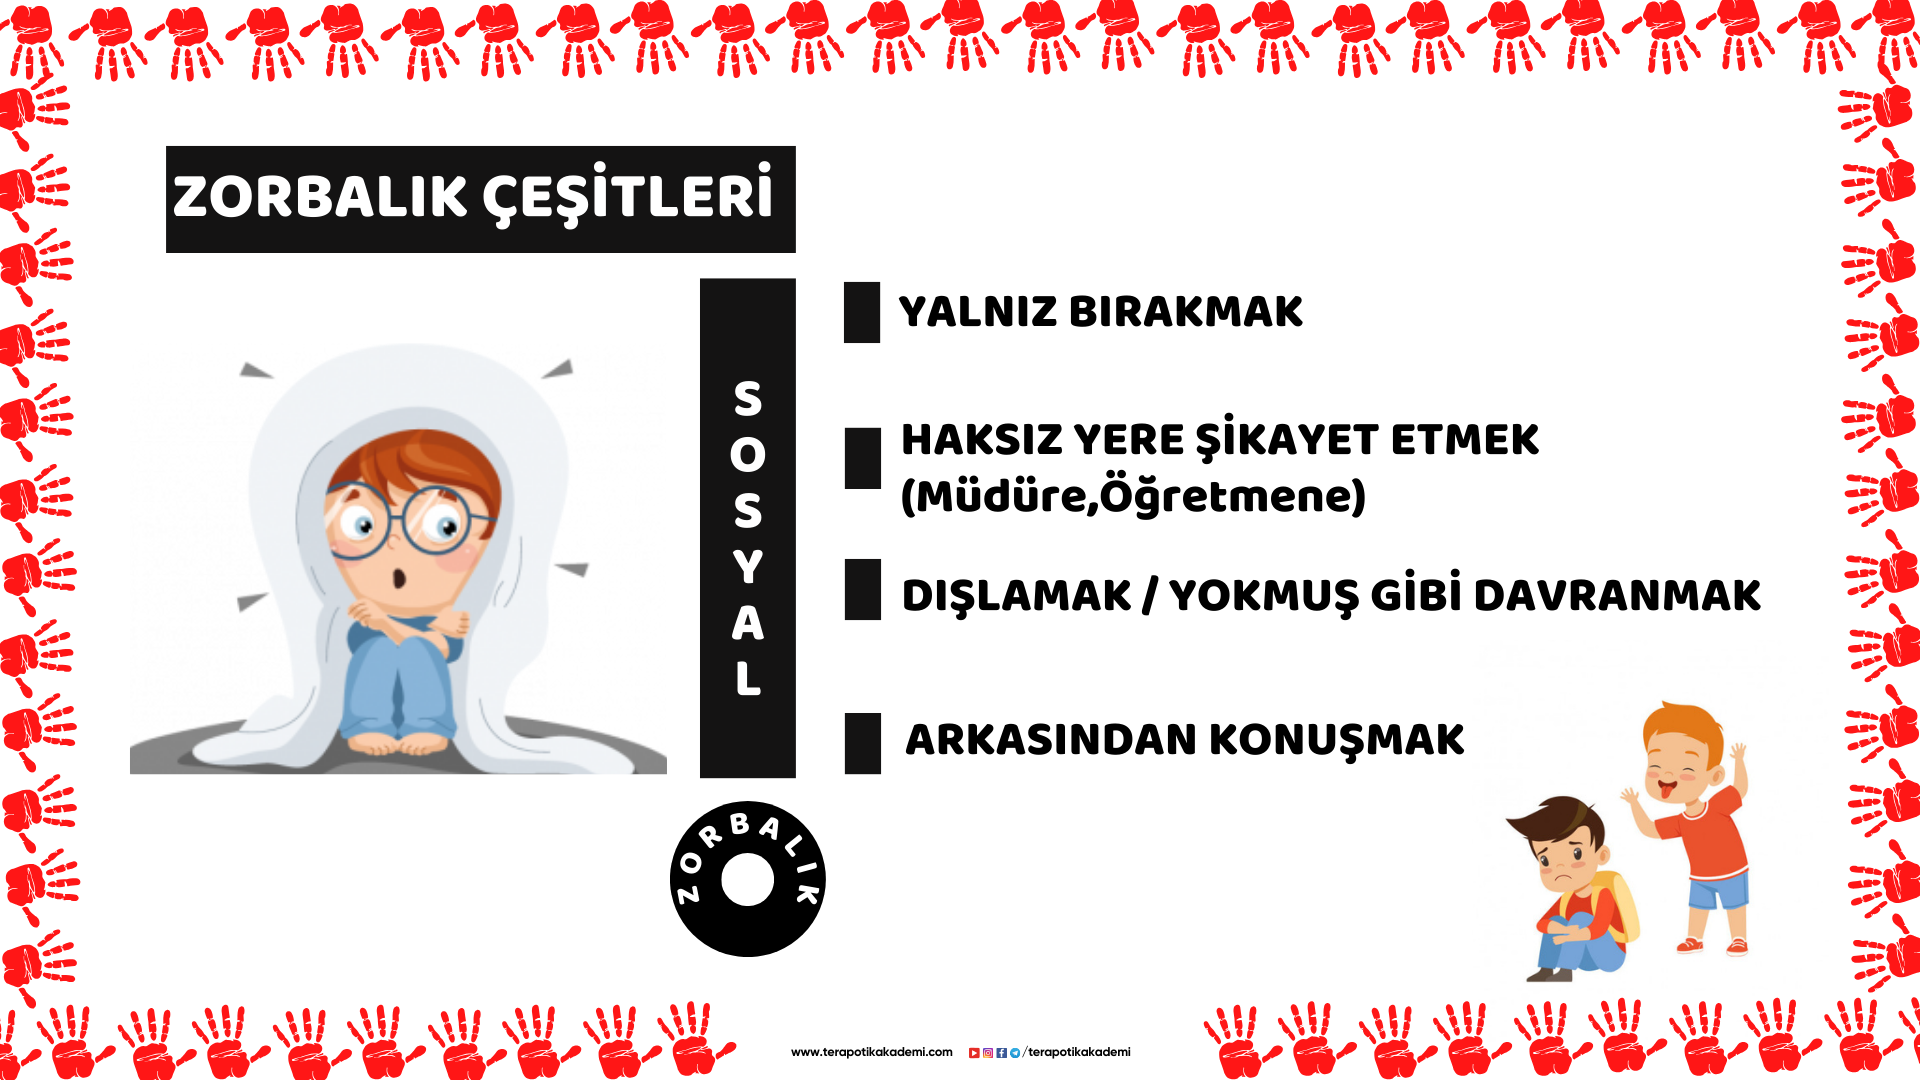 ZORBALIK ÇEŞİTLERİ
SOSYAL
ZORBALIK
YALNIZ BIRAKMAK
HAKSIZ YERE ŞİKAYET ETMEK
(Müdüre,Öğretmene)
DIŞLAMAK / YOKMUŞ GİBİ DAVRANMAK
ARKASINDAN KONUŞMAK
www.terapotikakademi.com /terapotikakademi